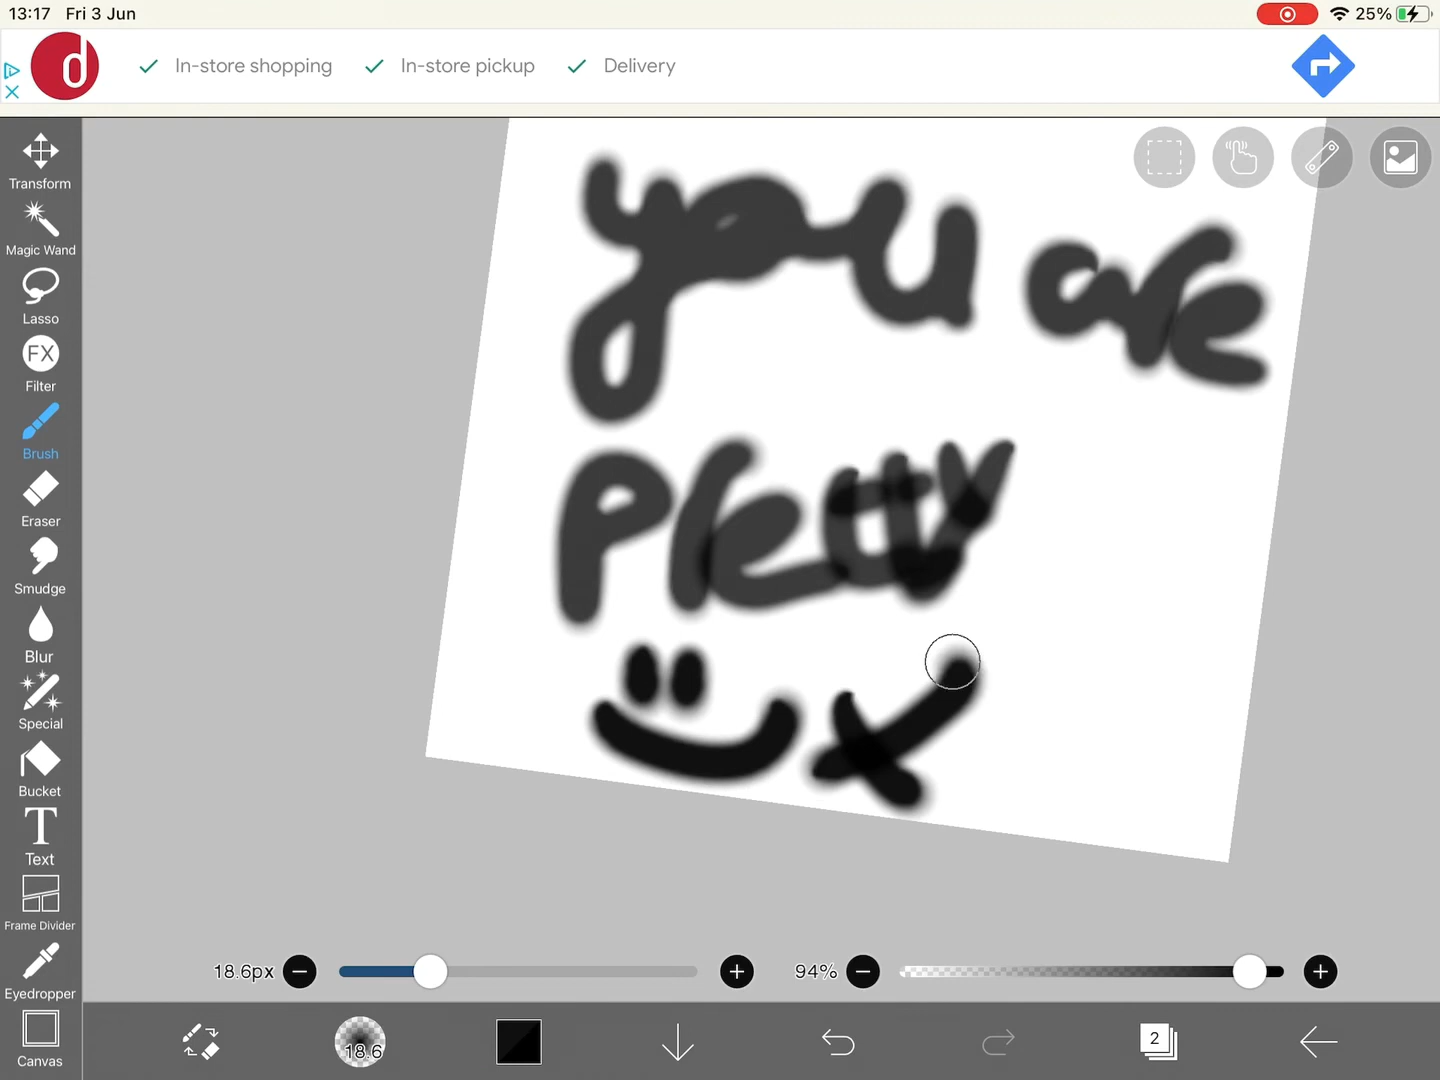 13:17 Fri 3 Jun
25%
d
In-store shopping In-store pickup Delivery
you are
Pretty
x
Transform
Magic Wand
Lasso
FX
Filter
Brush
Eraser
Smudge
Blur
Special
Bucket
T
Text
Frame Divider
Eyedropper
Canvas
18.6px
94%
18.6
2